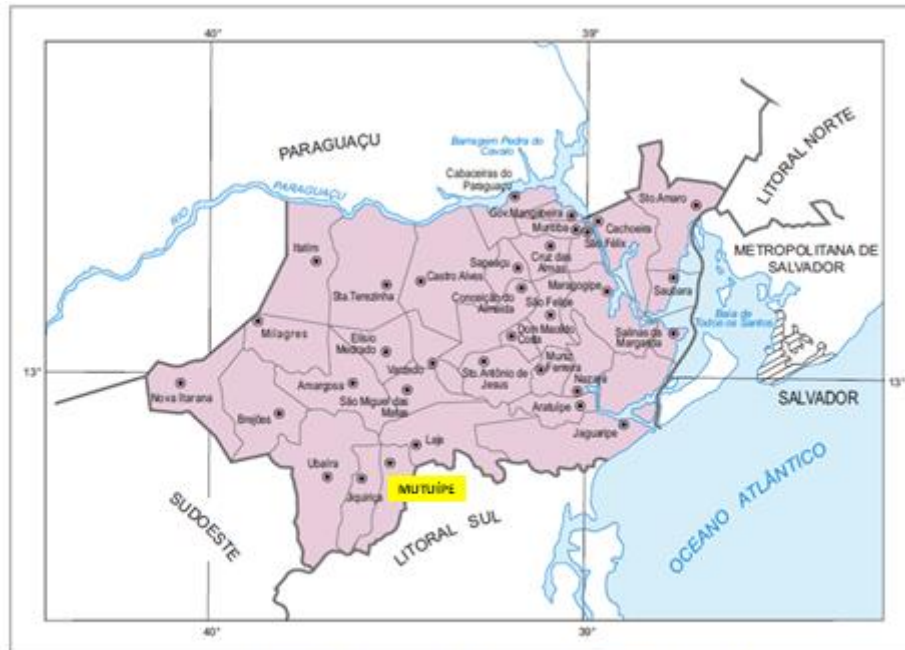 40°
39°
PARAGUAÇU
Barragem Pedra do
Cavalo
LITORAL NORTE
Cabaceiras do
Paraguaçu
RIO
PARAGUAÇU
Gov. Mangabeira
Sto. Amaro
Muritiba
Cachoeira
São Félix
METROPOLITANA DE
SALVADOR
Itatim
Cruz das
Almas
Sapeaçu
Castro Alves
Sta. Terezinha
Conceição do
Almeida
Maragogipe
São Felipe
Saubara
Baía de
Todos os Santos
Milagres
Elísio
Medrado
Dom Macedo
Costa
Salinas da
Margarida
13°
Varzedo
Sto. Antônio de
Jesus
Muniz
Ferreira
Nazaré
13°
Nova Itarana
Amargosa
São Miguel das
Matas
Aratuípe
SALVADOR
Brejões
Jaguaripe
Laje
Ubaíra
Jiquiriçá
MUTUÍPE
SUDOESTE
LITORAL SUL
OCEANO ATLÂNTICO
40°
39°